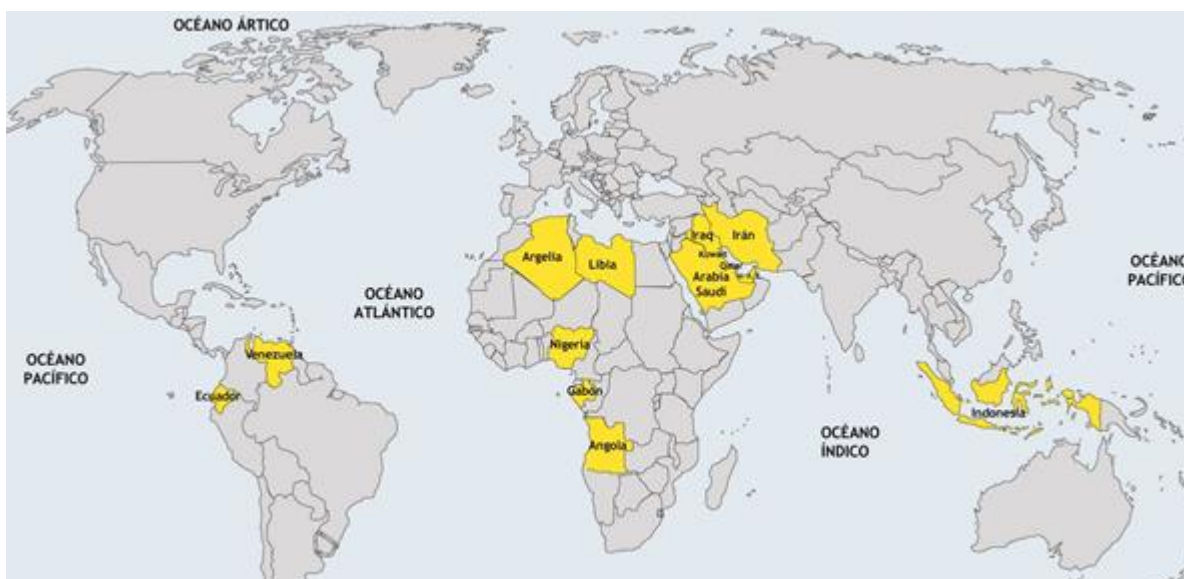 OCÉANO ÁRTICO
Iraq
Irán
Argelia
Libia
Kuwait
Qatar
Arabia
Saudí
OCÉANO
PACÍFICO
OCÉANO
ATLÁNTICO
Nigeria
Venezuela
OCÉANO
PACÍFICO
Ecuador
Gabón
Indonesia
Angola
OCÉANO
ÍNDICO